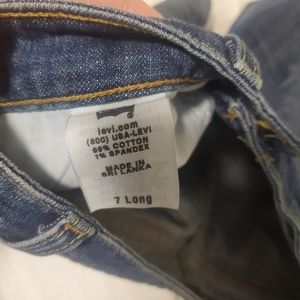 levi.com
(800) USA-LEVI
99% COTTON
1% SPANDEX
MADE IN
SRI LANKA
7 Long